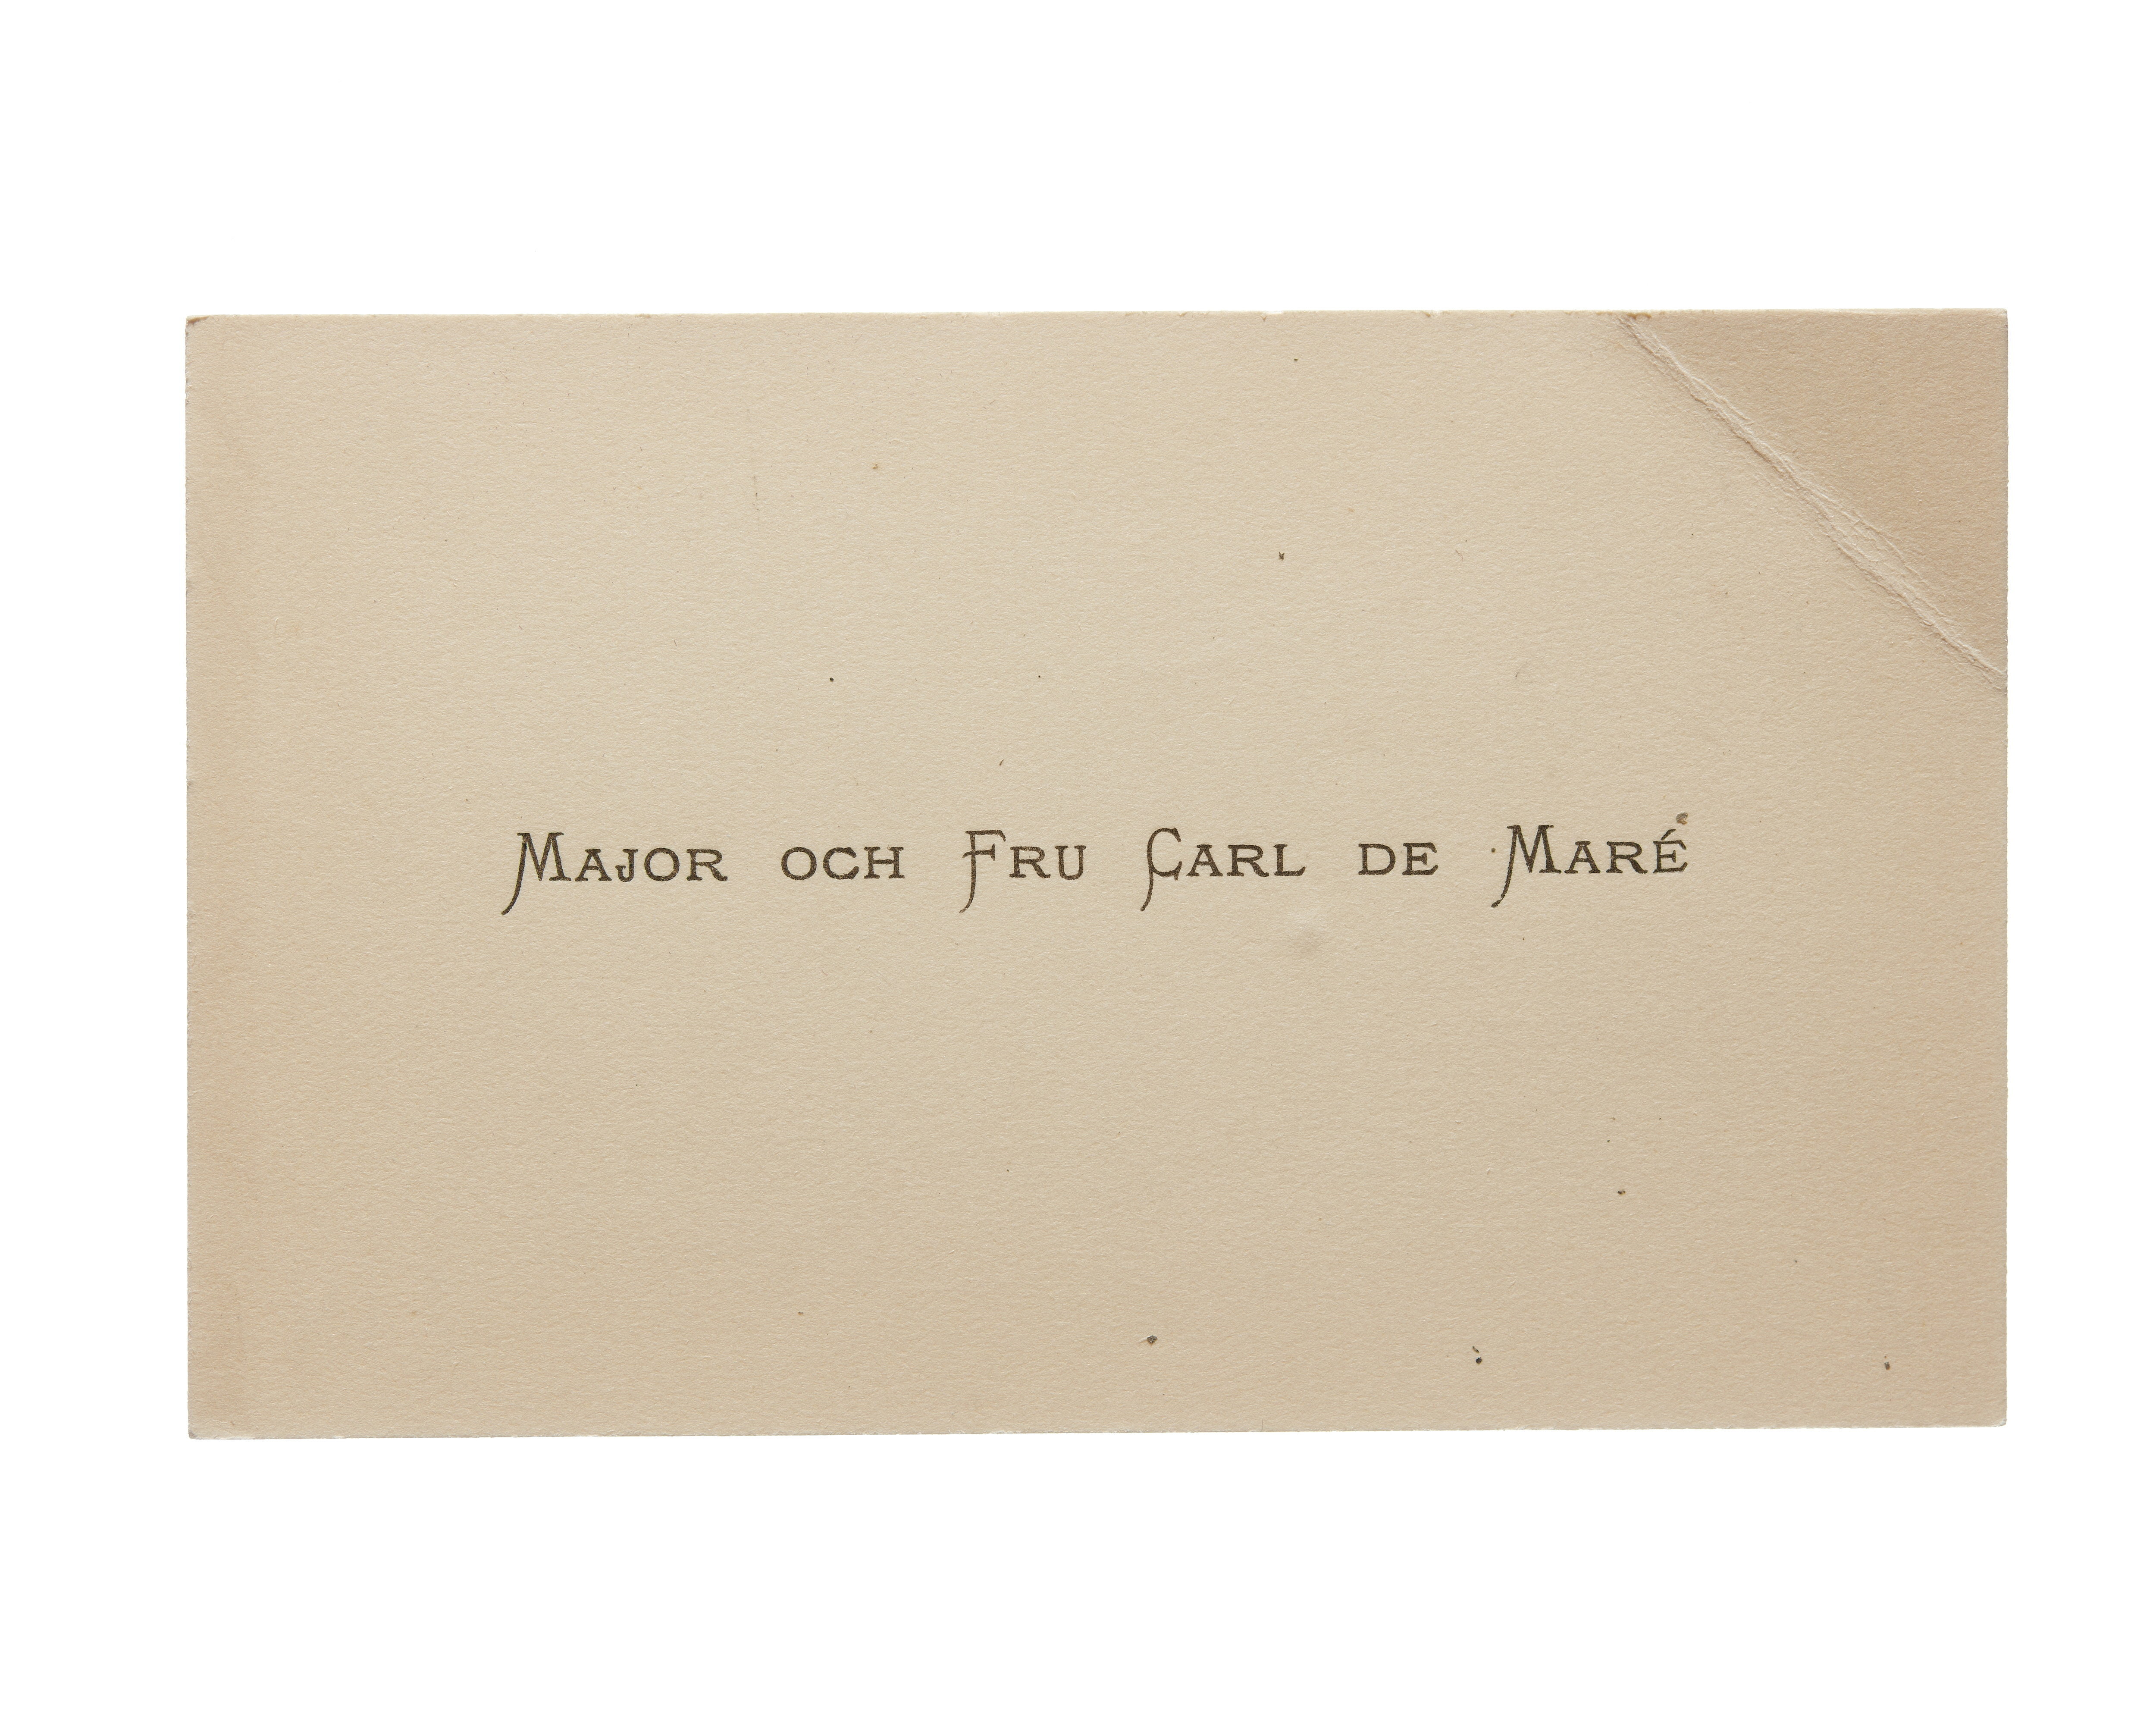 Major och Fru Carl de Maré